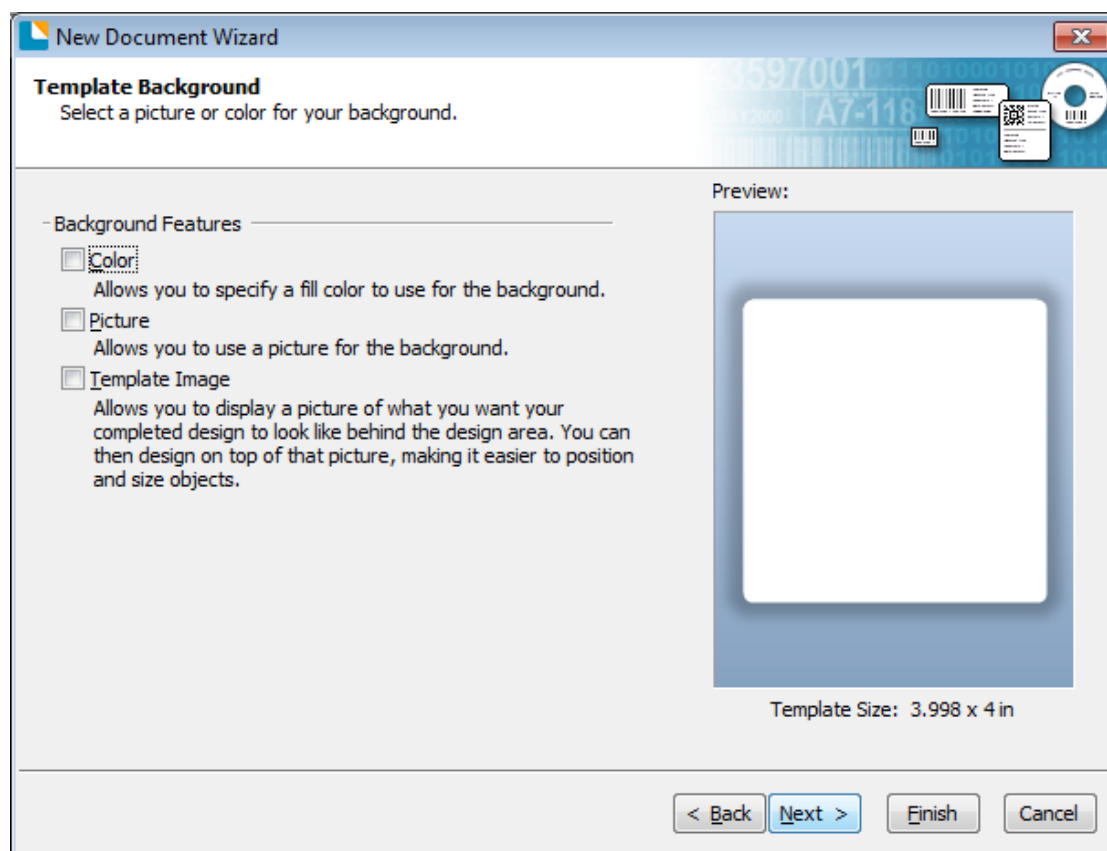 New Document Wizard
Template Background
Select a picture or color for your background.
3597001
A7-118
Preview:
Background Features
Color
Allows you to specify a fill color to use for the background.
Picture
Allows you to use a picture for the background.
Template Image
Allows you to display a picture of what you want your
completed design to look like behind the design area. You can
then design on top of that picture, making it easier to position
and size objects.
Template Size: 3.998 x 4 in
< Back
Next >
Finish
Cancel